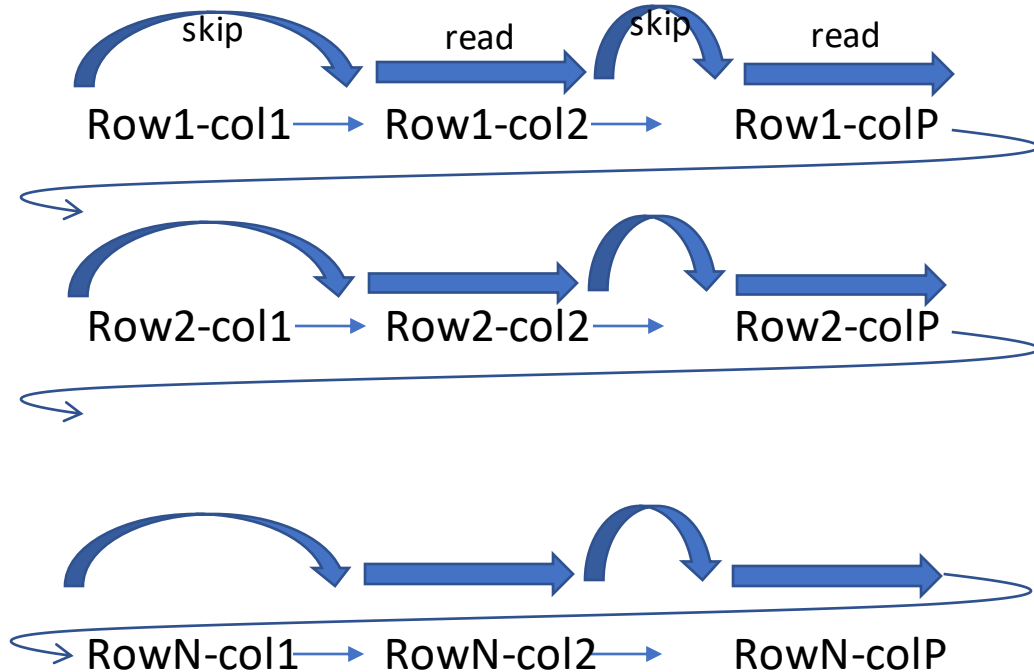 skip read skip read
Row1-col1 Row1-col2 Row1-colP
Row2-col1 Row2-col2 Row2-colP
RowN-col1 RowN-col2 RowN-colP